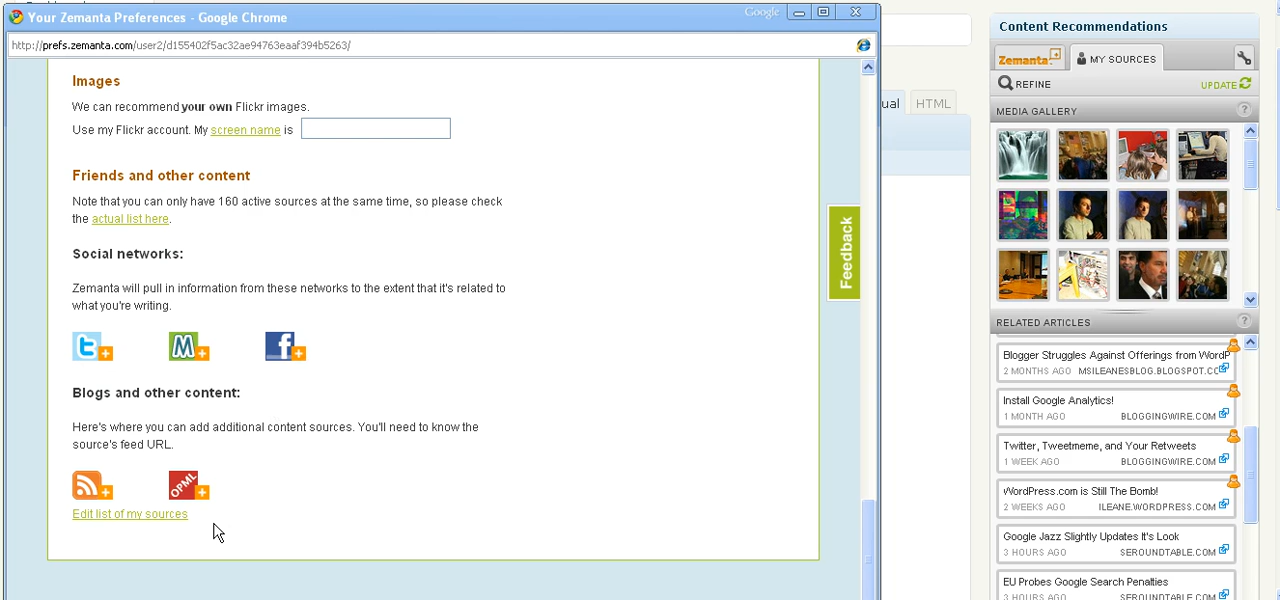 Your Zemanta Preferences - Google Chrome
Google
http://prefs.zemanta.com/user2/d155402f5ac32ae94763eaaf394b5263/
Images
We can recommend your own Flickr images.
Use my Flickr account. My screen name is
Friends and other content
Note that you can only have 160 active sources at the same time, so please check
the actual list here.
Social networks:
Zemanta will pull in information from these networks to the extent that it's related to
what you're writing.
t M f
Blogs and other content:
Here's where you can add additional content sources. You'll need to know the
source's feed URL.
OPML
Edit list of my sources
Feedback
ual HTML
Content Recommendations
Zemanta MY SOURCES
REFINE UPDATE
MEDIA GALLERY ?
RELATED ARTICLES ?
Blogger Struggles Against Offerings from WordP
2 MONTHS AGO MSILEANESBLOG.BLOGSPOT.CO
Install Google Analytics!
1 MONTH AGO BLOGGINGWIRE.COM
Twitter, Tweetmeme, and Your Retweets
1 WEEK AGO BLOGGINGWIRE.COM
WordPress.com is Still The Bomb!
2 WEEKS AGO ILEANE.WORDPRESS.COM
Google Jazz Slightly Updates It's Look
3 HOURS AGO SEROUNDTABLE.COM
EU Probes Google Search Penalties
3 HOURS AGO SEROUNDTABLE.COM